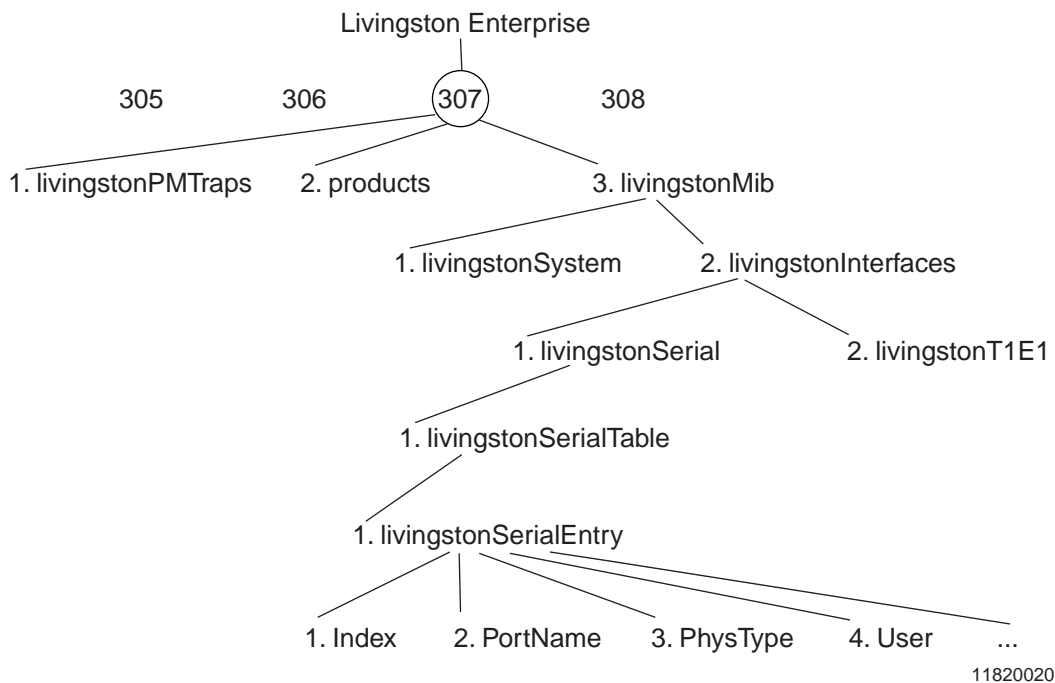 Livingston Enterprise
305 306 307 308
1. livingstonPMTraps 2. products 3. livingstonMib
1. livingstonSystem 2. livingstonInterfaces
1. livingstonSerial 2. livingstonT1E1
1. livingstonSerialTable
1. livingstonSerialEntry
1. Index 2. PortName 3. PhysType 4. User ...
11820020